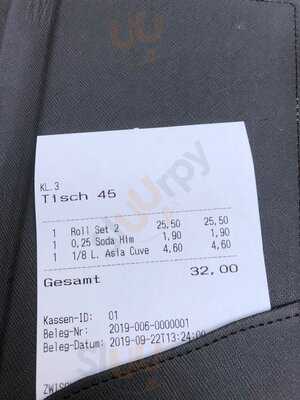 KL.3
Tisch 45
1 Roll Set 2 25,50 25,50
1 0,25 Soda Him 1,90 1,90
1 1/8 L. Asia Cuve 4,60 4,60
Gesamt 32,00
Kassen-ID: 01
Beleg-Nr: 2019-006-0000001
Beleg-Datum: 2019-09-22T13:24:00
sluurpy